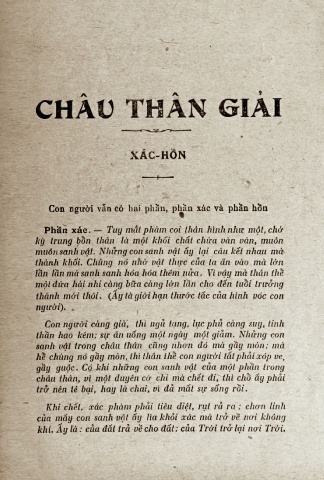 CHÂU THÂN GIẢI
XÁC-HỒN
Con người vẫn có hai phần, phần xác và phần hồn
Phần xác. — Tuy mắt phàm coi thân hình như một, chớ
kỳ trung bổn thân là một khối chất chứa vàn vàn, muôn
muôn sanh vật. Những con sanh vật ấy lại câu kết nhau mà
thành khối. Chúng nó nhờ vật thực của ta ăn vào mà lớn
lần lần mà sanh sanh hóa hóa thêm nữa. Vì vậy mà thân thể
một đứa hài nhi càng bữa càng lớn lần cho đến tuổi trưởng
thành mới thôi. (Ấy là giới hạn thước tấc của hình vóc con
người).
Con người càng già, thì ngũ tạng, lục phủ càng suy, tinh
thần hao kém; sự ăn uống một ngày một giảm. Những con
sanh vật trong châu thân cũng nhơn đó mà gầy mòn; mà
hễ chúng nó gầy mòn, thì thân thể con người tất phải xóp ve,
gầy guộc. Có khi những con sanh vật của một phần trong
châu thân, vì một duyên cớ chi mà chết đi, thì chỗ ấy phải
trở nên tê bại, hay là chai, vì đã mất sự sống rồi.
Khi chết, xác phàm phải tiêu diệt, rụt rã ra; chơn linh
của mấy con sanh vật ấy lìa khỏi xác mà trở về nơi không
khí. Ấy là: của đất trả về cho đất: của Trời trở lại nơi Trời.